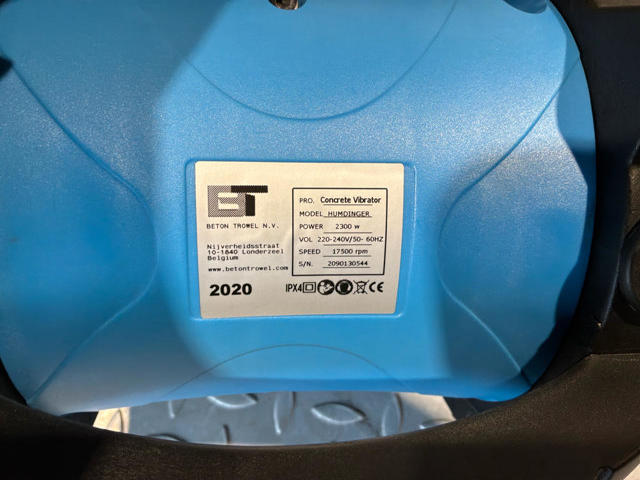 BT
BETON TROWEL N.V.
Nijverheidsstraat
10-1840 Londerzeel
Belgium
www.betontrowel.com
2020
PRO. Concrete Vibrator
MODEL HUMDINGER
POWER 2300 w
VOL 220-240V/50- 60HZ
SPEED 17500 rpm
S/N. 2090130544
IPX4 CE